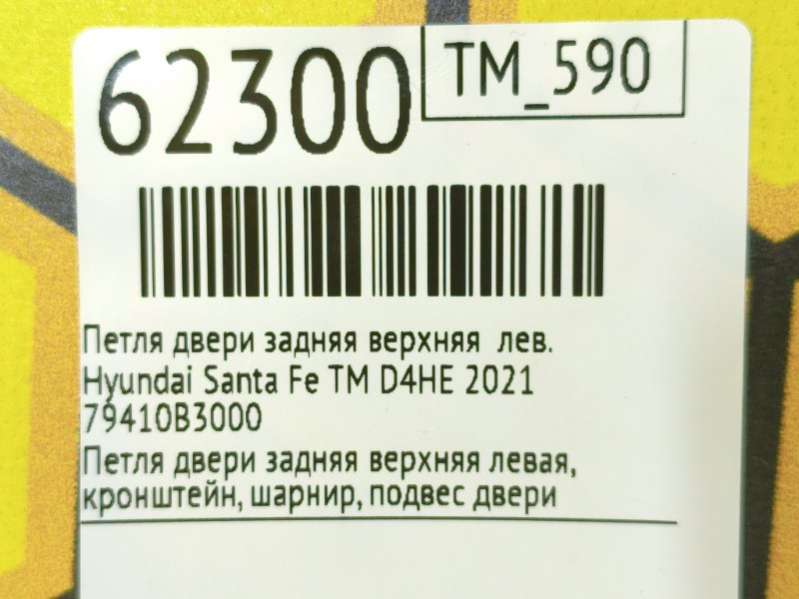 62300
TM_590
Петля двери задняя верхняя лев.
Hyundai Santa Fe TM D4HE 2021
79410B3000
Петля двери задняя верхняя левая,
кронштейн, шарнир, подвес двери